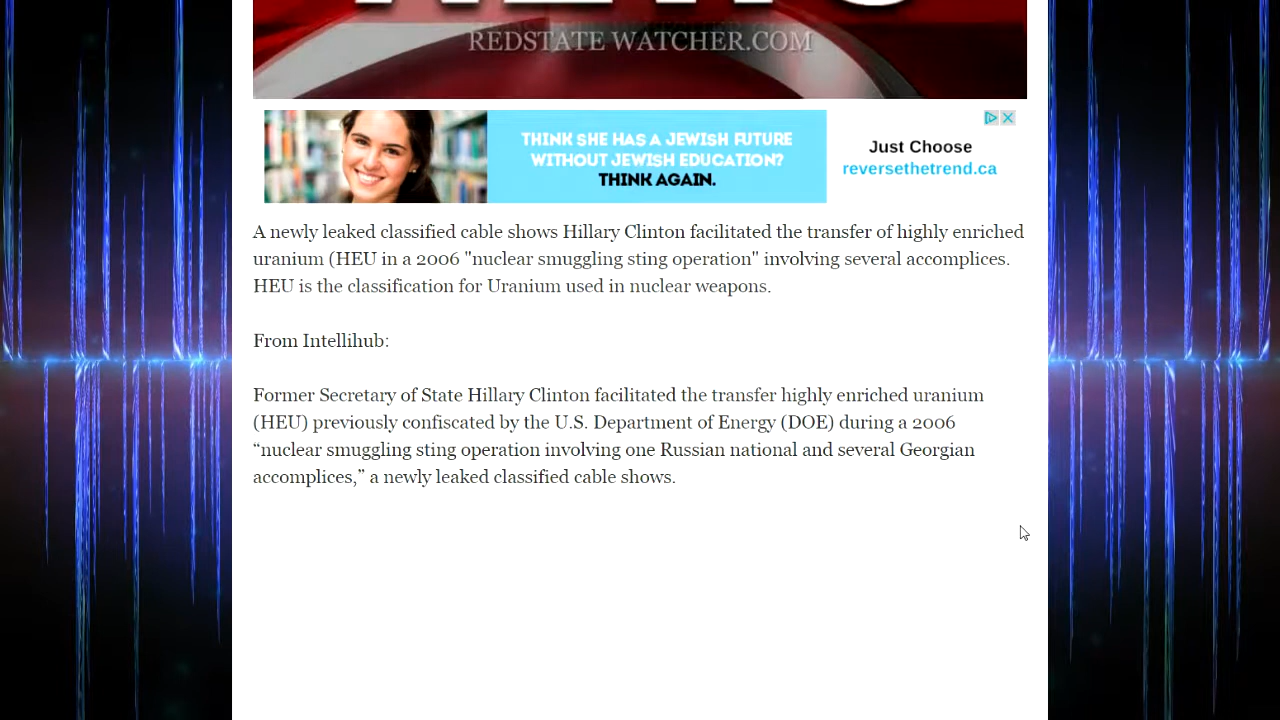 REDSTATE WATCHER.COM
THINK SHE HAS A JEWISH FUTURE
WITHOUT JEWISH EDUCATION?
THINK AGAIN.
Just Choose
reversethetrend.ca
A newly leaked classified cable shows Hillary Clinton facilitated the transfer of highly enriched
uranium (HEU in a 2006 "nuclear smuggling sting operation" involving several accomplices.
HEU is the classification for Uranium used in nuclear weapons.
From Intellihub:
Former Secretary of State Hillary Clinton facilitated the transfer highly enriched uranium
(HEU) previously confiscated by the U.S. Department of Energy (DOE) during a 2006
“nuclear smuggling sting operation involving one Russian national and several Georgian
accomplices,” a newly leaked classified cable shows.